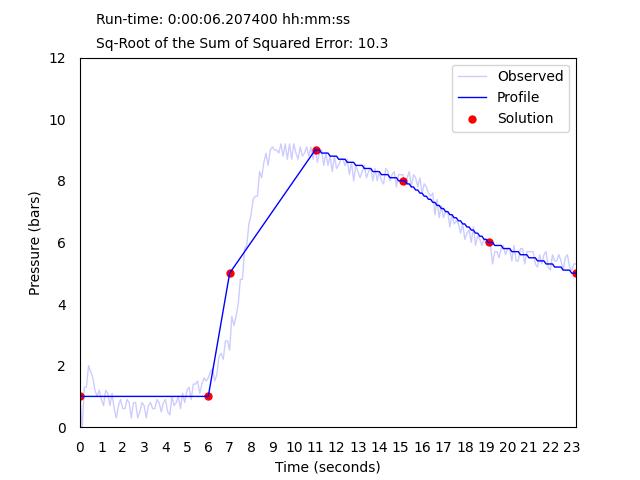 Run-time: 0:00:06.207400 hh:mm:ss
Sq-Root of the Sum of Squared Error: 10.3
12
10
8
6
4
2
0
Pressure (bars)
Observed
Profile
Solution
0 1 2 3 4 5 6 7 8 9 10 11 12 13 14 15 16 17 18 19 20 21 22 23
Time (seconds)